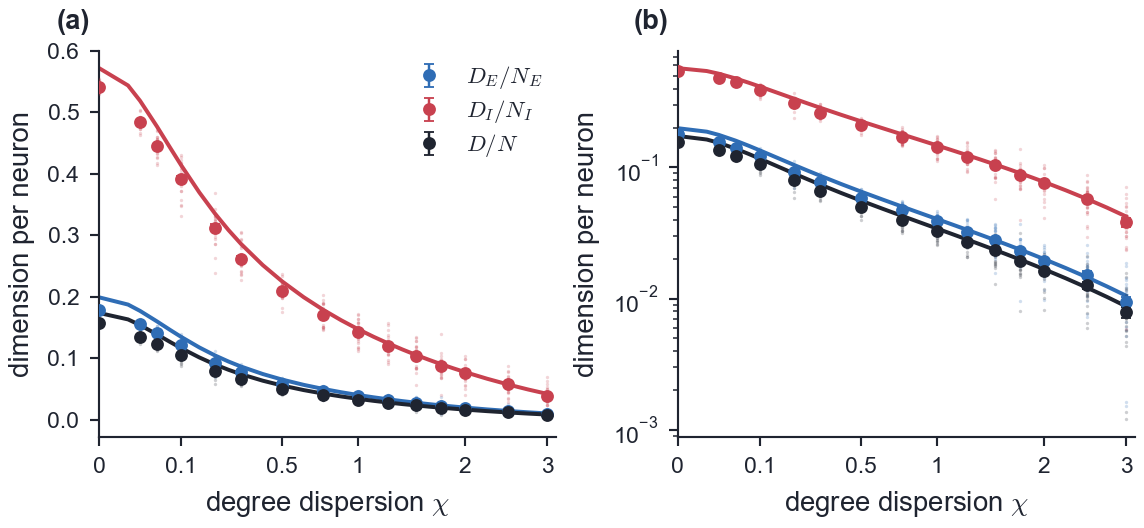 (a)
dimension per neuron
0.6
0.5
0.4
0.3
0.2
0.1
0.0
0
0.1
0.5
1
2
3
degree dispersion χ
D_E/N_E
D_I/N_I
D/N
(b)
dimension per neuron
10⁻¹
10⁻²
10⁻³
0
0.1
0.5
1
2
3
degree dispersion χ